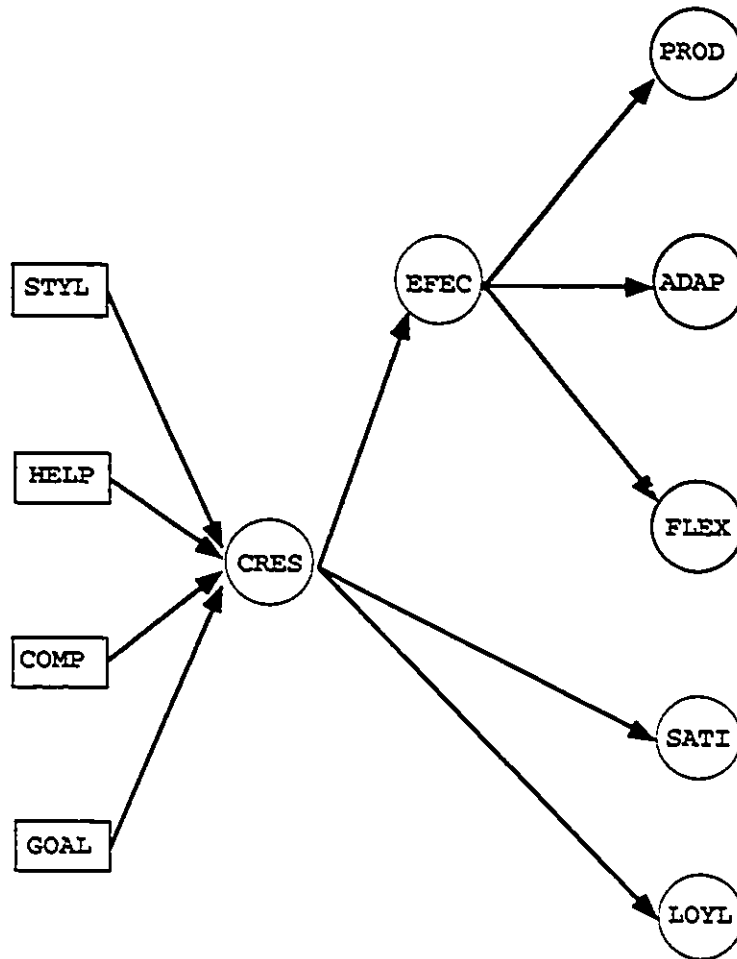 PROD
STYL
EFEC
ADAP
HELP
CRES
FLEX
COMP
SATI
GOAL
LOYL